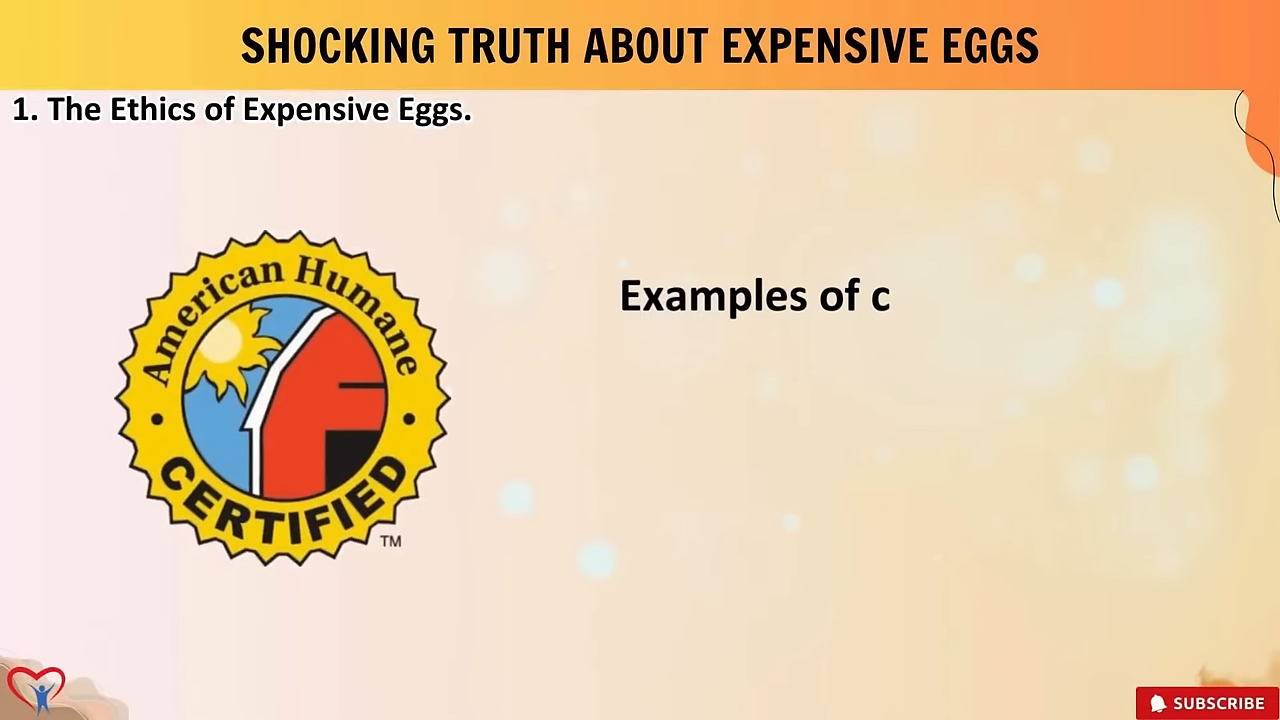 SHOCKING TRUTH ABOUT EXPENSIVE EGGS
1. The Ethics of Expensive Eggs.
American Humane
CERTIFIED
TM
Examples of c
SUBSCRIBE